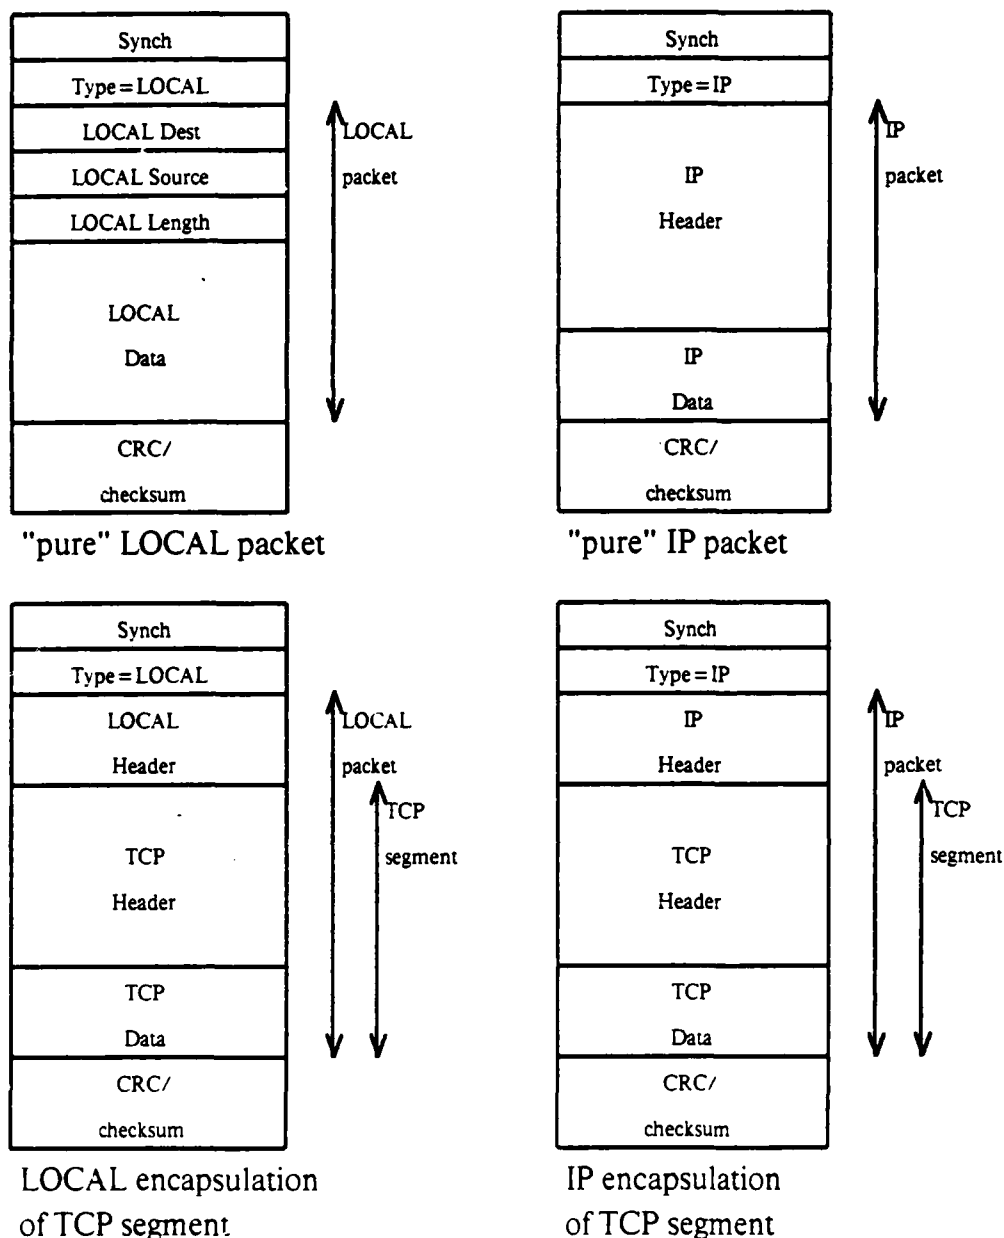 Synch
Type=LOCAL
LOCAL Dest
LOCAL Source
LOCAL Length
LOCAL
Data
CRC/
checksum
LOCAL
packet
"pure" LOCAL packet
Synch
Type=IP
IP
Header
IP
Data
CRC/
checksum
IP
packet
"pure" IP packet
Synch
Type=LOCAL
LOCAL
Header
TCP
Header
TCP
Data
CRC/
checksum
LOCAL
packet
TCP
segment
LOCAL encapsulation
of TCP segment
Synch
Type=IP
IP
Header
TCP
Header
TCP
Data
CRC/
checksum
IP
packet
TCP
segment
IP encapsulation
of TCP segment